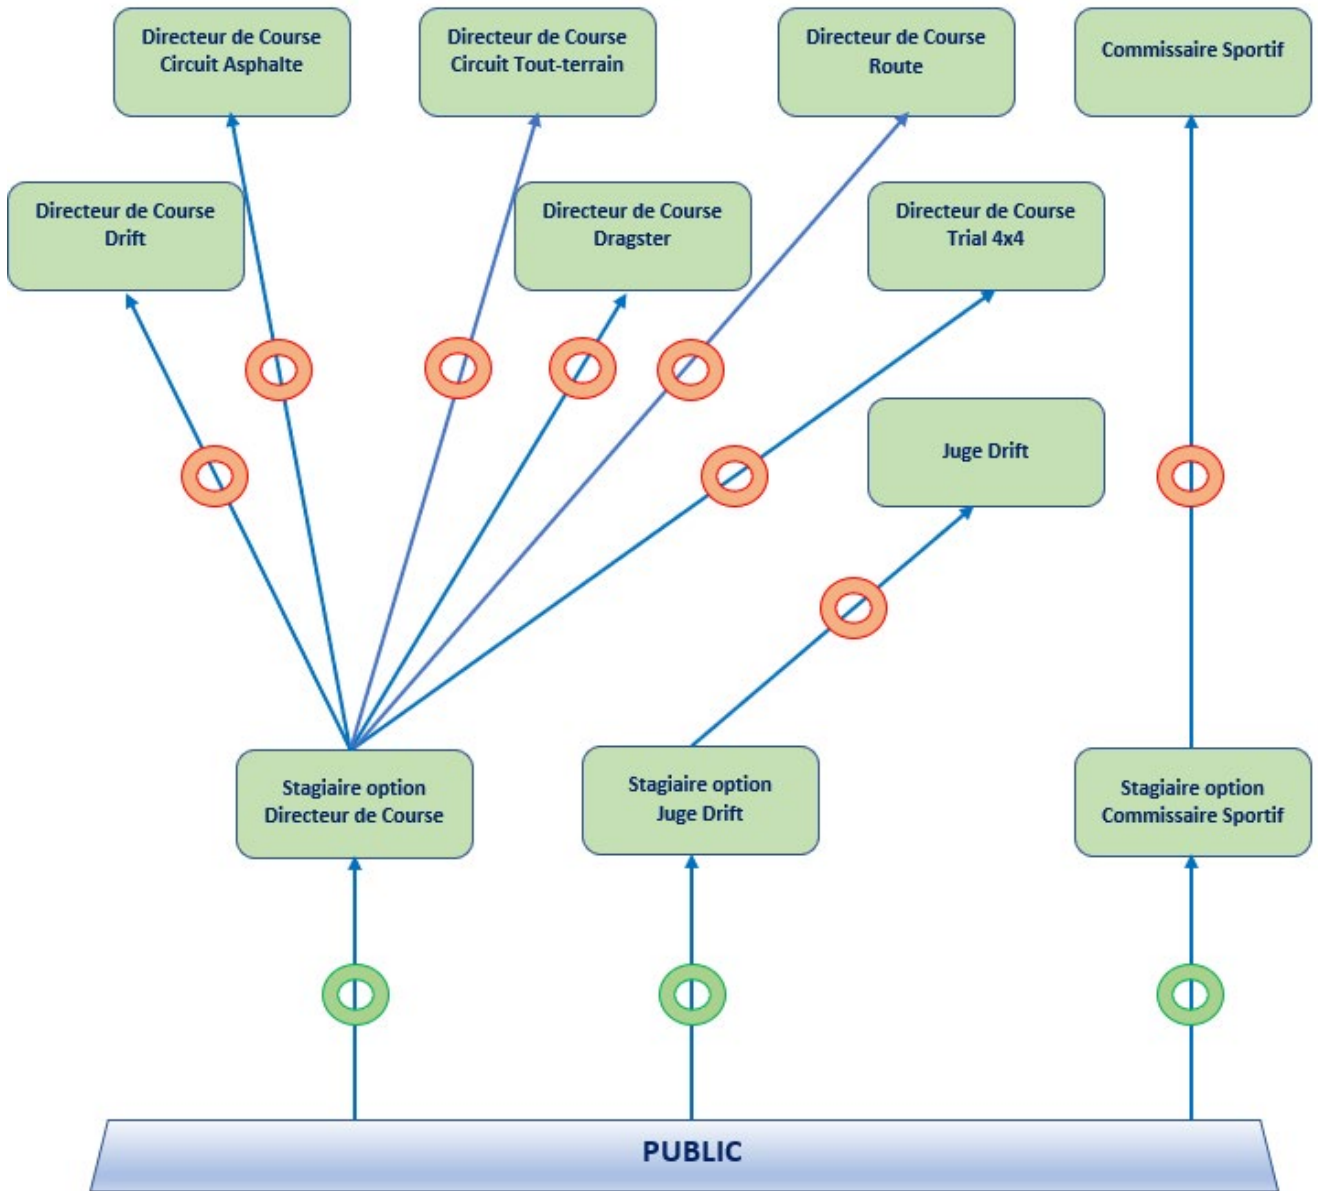 Directeur de Course
Circuit Asphalte
Directeur de Course
Circuit Tout-terrain
Directeur de Course
Route
Commissaire Sportif
Directeur de Course
Drift
Directeur de Course
Dragster
Directeur de Course
Trial 4x4
Juge Drift
Stagiaire option
Directeur de Course
Stagiaire option
Juge Drift
Stagiaire option
Commissaire Sportif
PUBLIC